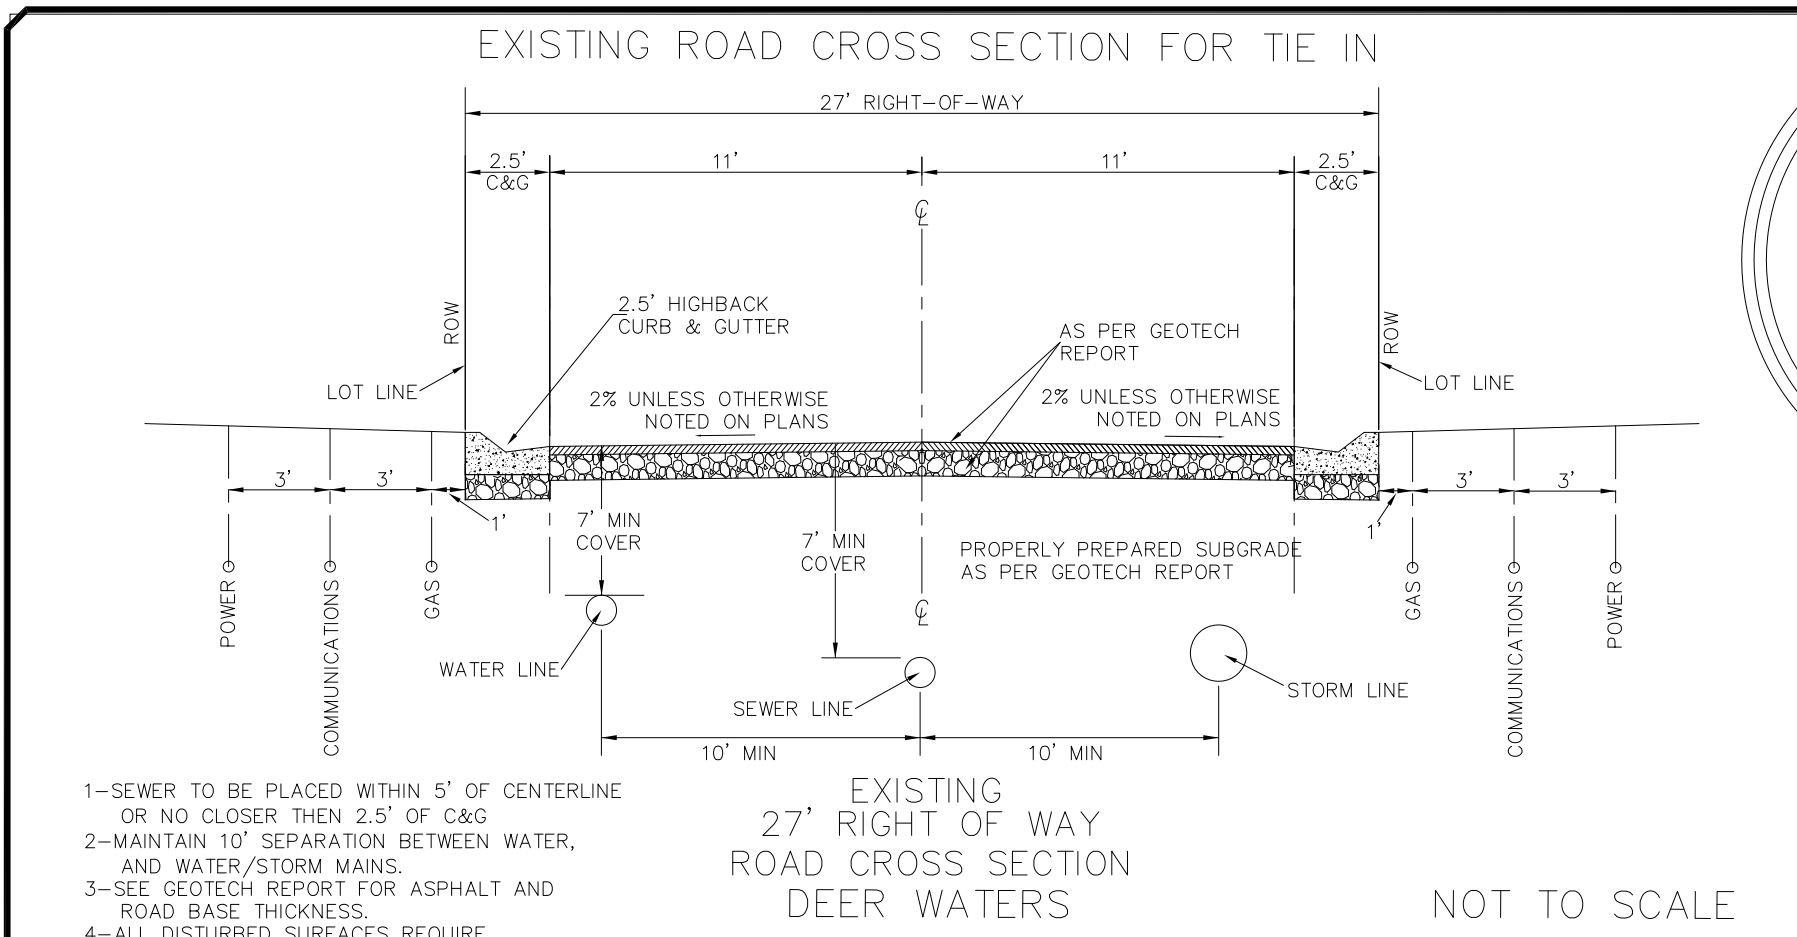 EXISTING ROAD CROSS SECTION FOR TIE IN
27' RIGHT-OF-WAY
2.5'
C&G
11'
11'
2.5'
C&G
℄
ROW
ROW
2.5' HIGHBACK
CURB & GUTTER
AS PER GEOTECH
REPORT
LOT LINE
LOT LINE
2% UNLESS OTHERWISE
NOTED ON PLANS
2% UNLESS OTHERWISE
NOTED ON PLANS
3'
3'
1'
3'
3'
1'
7' MIN
COVER
7' MIN
COVER
PROPERLY PREPARED SUBGRADE
AS PER GEOTECH REPORT
POWER
COMMUNICATIONS
GAS
℄
GAS
COMMUNICATIONS
POWER
WATER LINE
SEWER LINE
STORM LINE
10' MIN
10' MIN
1-SEWER TO BE PLACED WITHIN 5' OF CENTERLINE
OR NO CLOSER THEN 2.5' OF C&G
2-MAINTAIN 10' SEPARATION BETWEEN WATER,
AND WATER/STORM MAINS.
3-SEE GEOTECH REPORT FOR ASPHALT AND
ROAD BASE THICKNESS.
4-ALL DISTURBED SURFACES REQUIRE
EXISTING
27' RIGHT OF WAY
ROAD CROSS SECTION
DEER WATERS
NOT TO SCALE